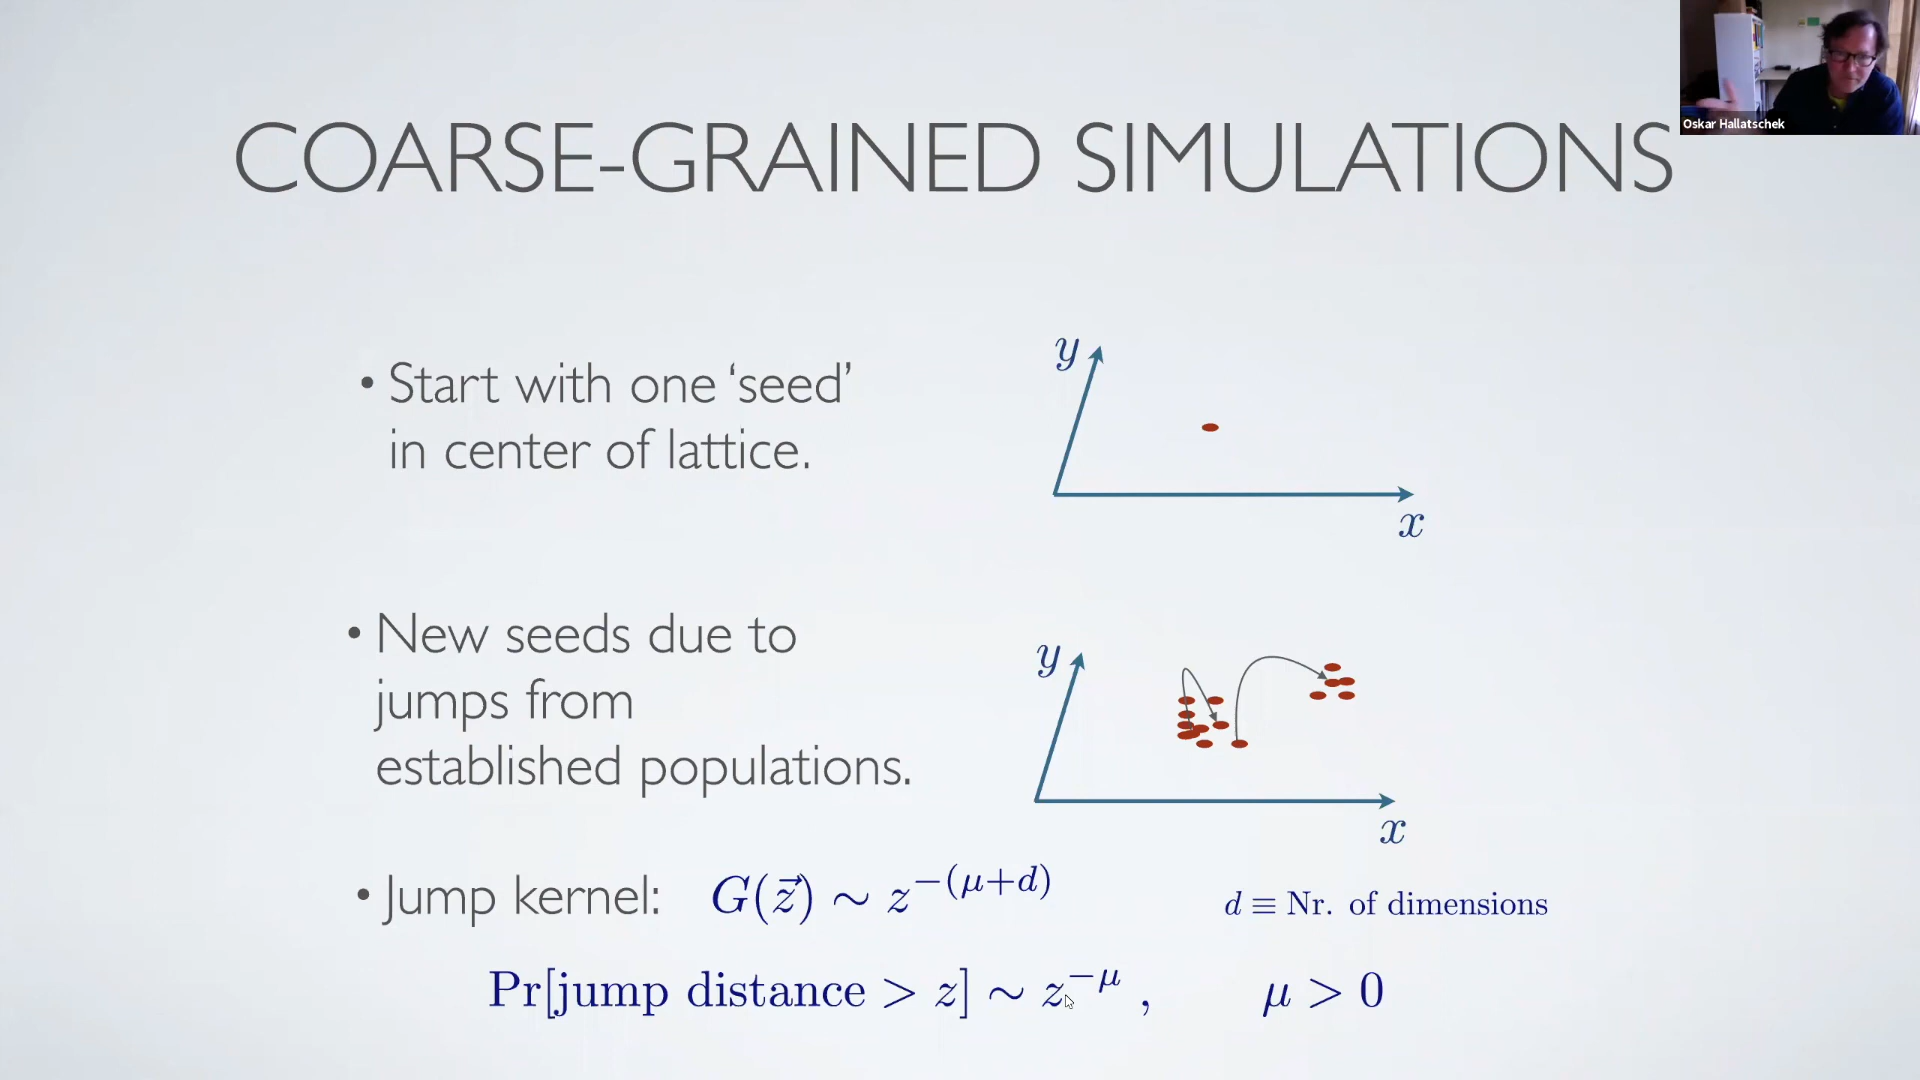 COARSE-GRAINED SIMULATIONS
Oskar Hallatschek
• Start with one ‘seed’
in center of lattice.
y
x
• New seeds due to
jumps from
established populations.
y
x
• Jump kernel: G(z⃗) ∼ z^{−(μ+d)}
d ≡ Nr. of dimensions
Pr[jump distance > z] ∼ z^{−μ} , μ > 0